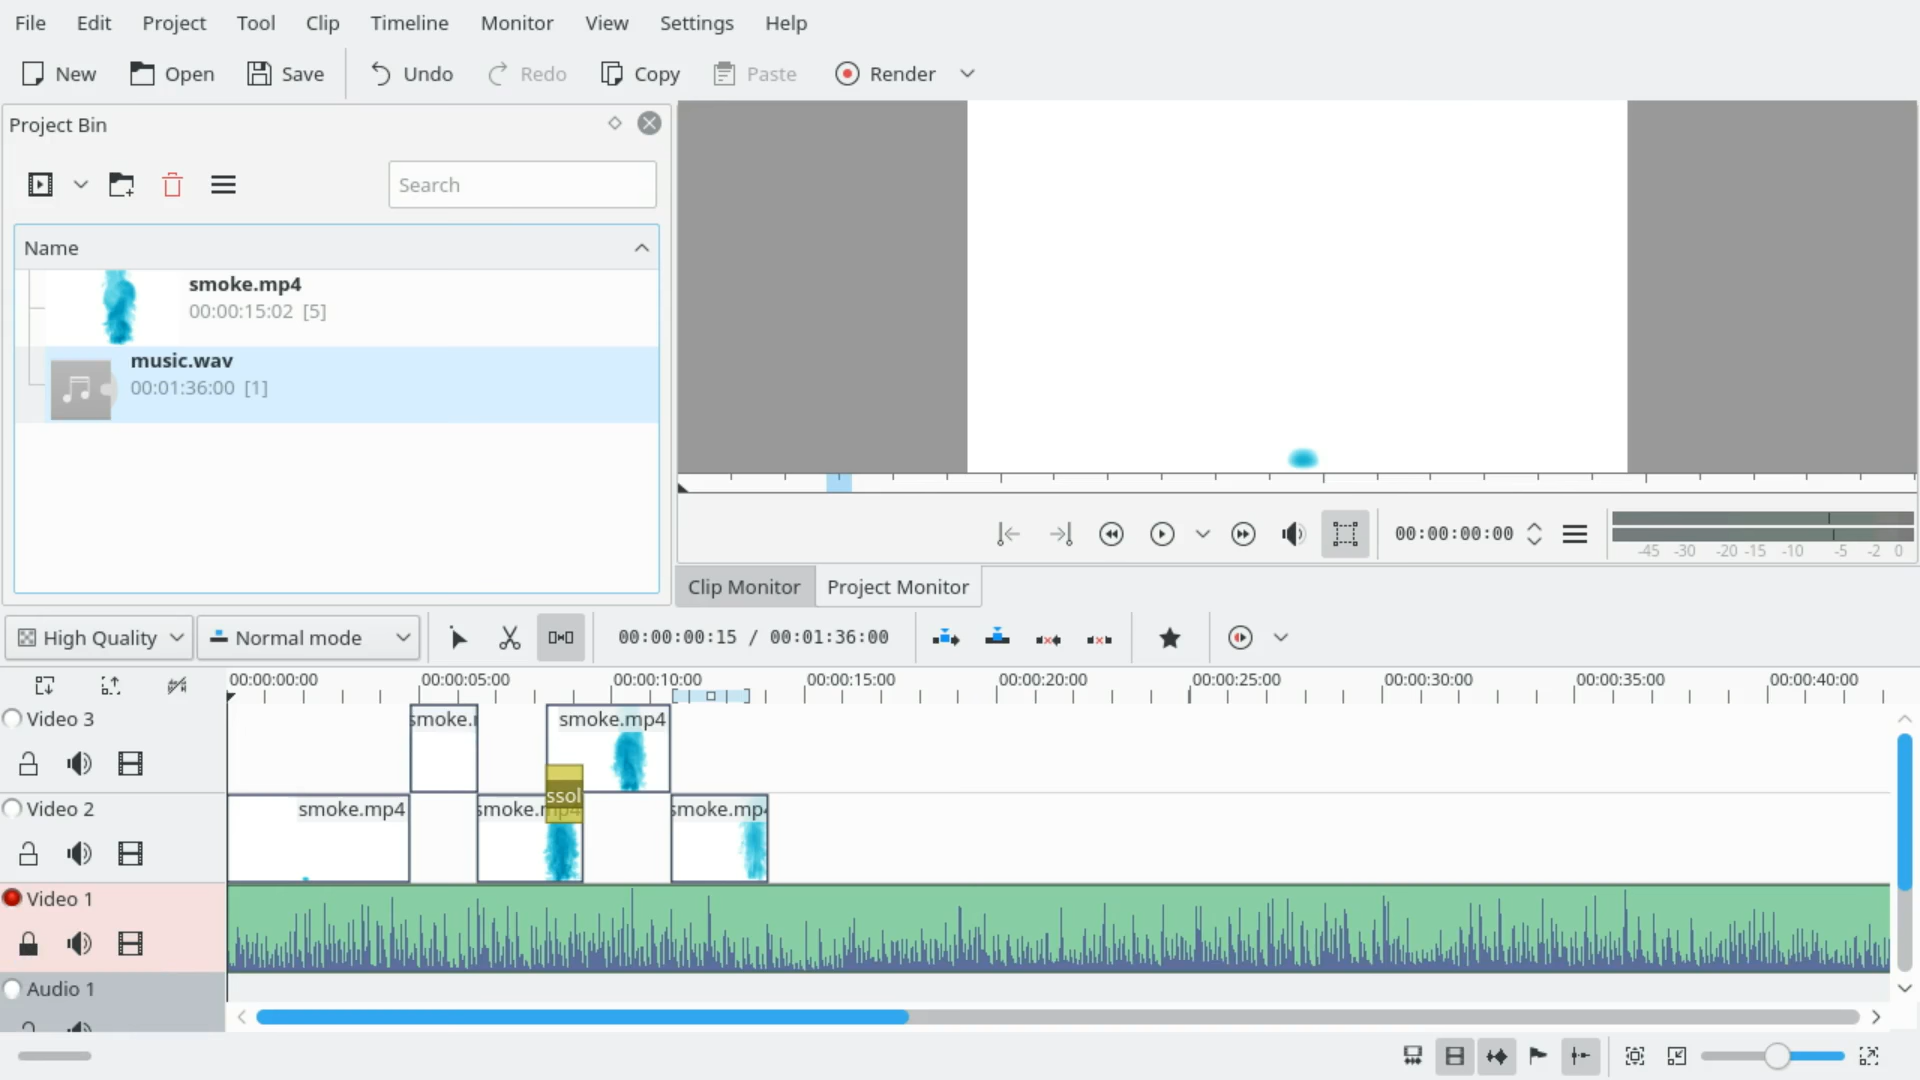 File Edit Project Tool Clip Timeline Monitor View Settings Help
New Open Save Undo Redo Copy Paste Render
Project Bin
Search
Name
smoke.mp4
00:00:15:02 [5]
music.wav
00:01:36:00 [1]
00:00:00:00
-45 -30 -20 -15 -10 -5 -2 0
Clip Monitor Project Monitor
High Quality Normal mode 00:00:00:15 / 00:01:36:00
00:00:00:00 00:00:05:00 00:00:10:00 00:00:15:00 00:00:20:00 00:00:25:00 00:00:30:00 00:00:35:00 00:00:40:00
Video 3 smoke.r smoke.mp4
ssol
Video 2 smoke.mp4 smoke.mp4 smoke.mp4
Video 1
Audio 1